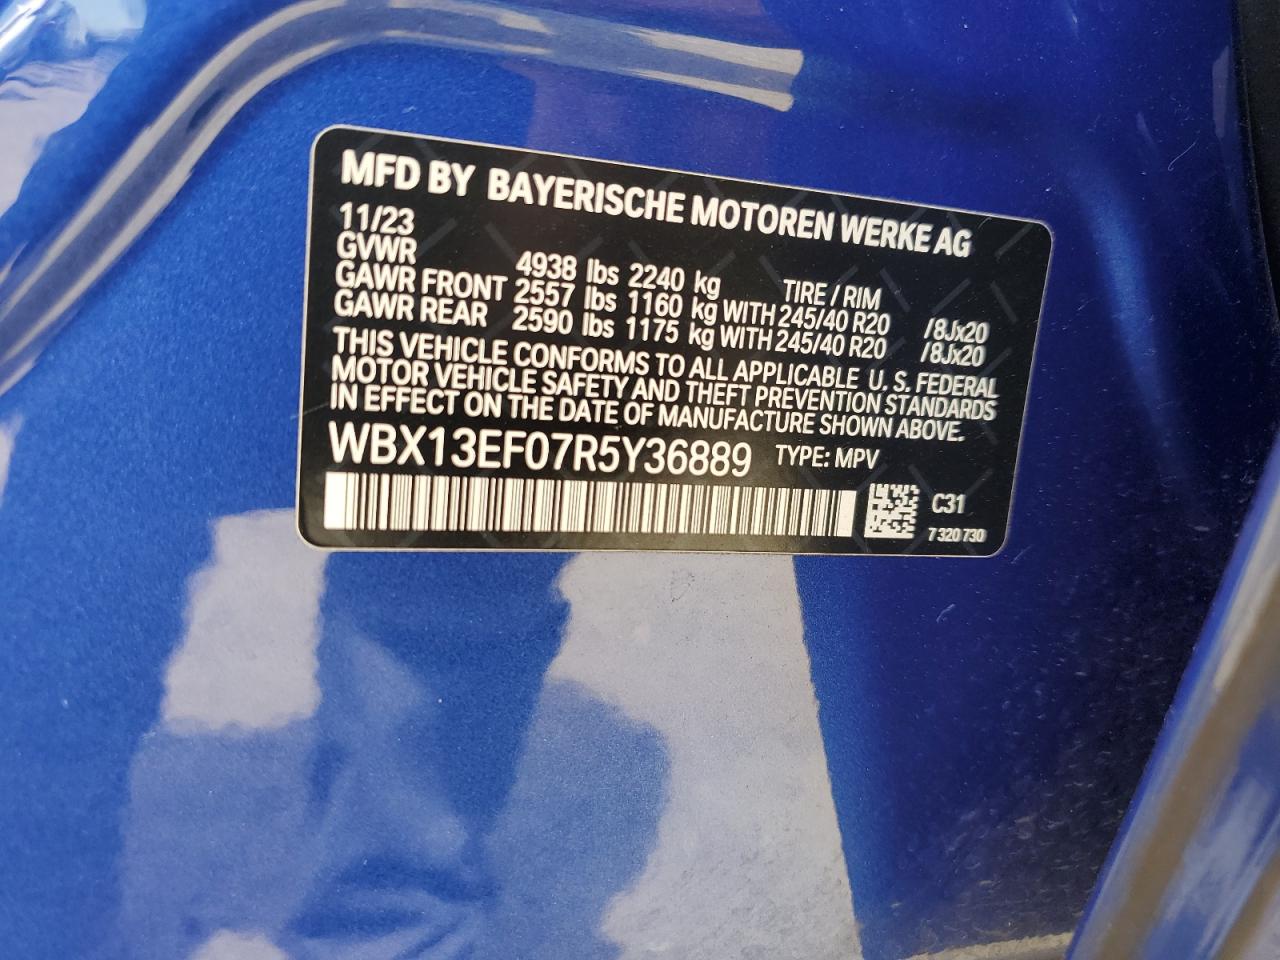 MFD BY BAYERISCHE MOTOREN WERKE AG
11/23
GVWR 4938 lbs 2240 kg TIRE / RIM
GAWR FRONT 2557 lbs 1160 kg WITH 245/40 R20 /8Jx20
GAWR REAR 2590 lbs 1175 kg WITH 245/40 R20 /8Jx20
THIS VEHICLE CONFORMS TO ALL APPLICABLE U. S. FEDERAL
MOTOR VEHICLE SAFETY AND THEFT PREVENTION STANDARDS
IN EFFECT ON THE DATE OF MANUFACTURE SHOWN ABOVE.
WBX13EF07R5Y36889 TYPE: MPV
C31
7 320 730